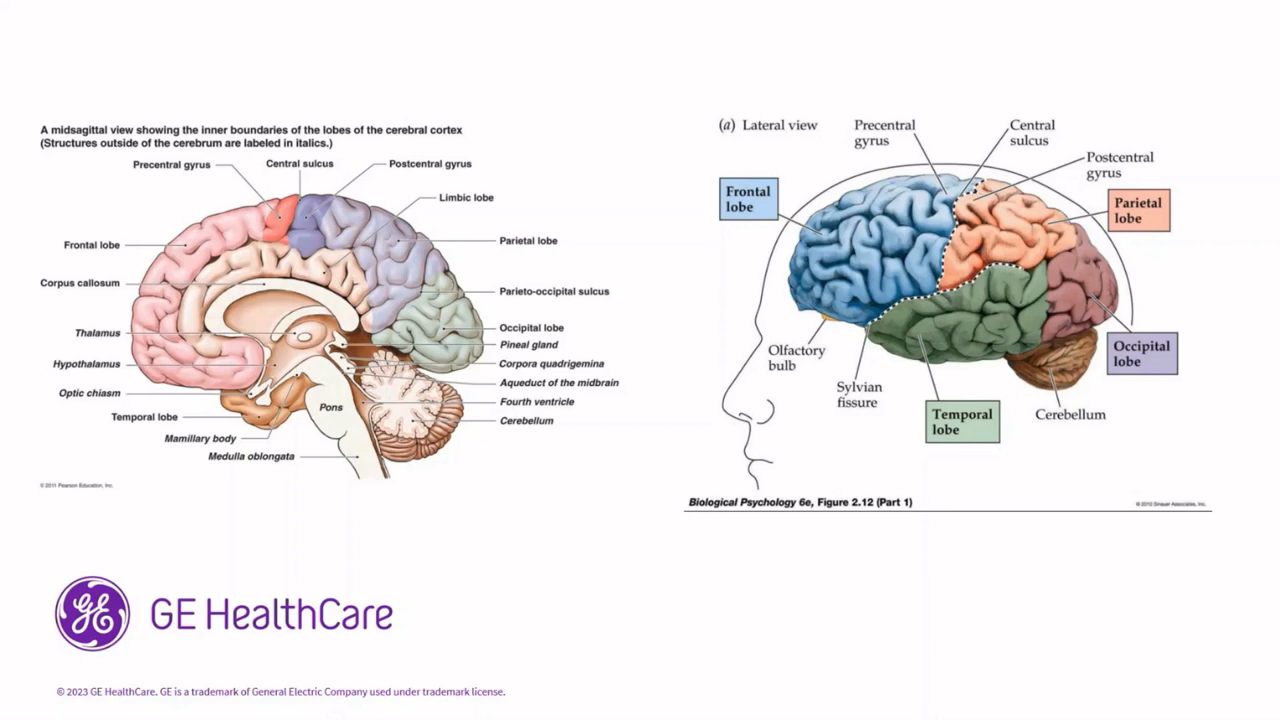 A midsagittal view showing the inner boundaries of the lobes of the cerebral cortex
(Structures outside of the cerebrum are labeled in italics.)
Precentral gyrus
Central sulcus
Postcentral gyrus
Limbic lobe
Frontal lobe
Parietal lobe
Corpus callosum
Parieto-occipital sulcus
Thalamus
Occipital lobe
Pineal gland
Hypothalamus
Corpora quadrigemina
Aqueduct of the midbrain
Optic chiasm
Fourth ventricle
Pons
Temporal lobe
Cerebellum
Mamillary body
Medulla oblongata
© 2011 Pearson Education, Inc.
(a) Lateral view
Precentral
gyrus
Central
sulcus
Postcentral
gyrus
Frontal
lobe
Parietal
lobe
Olfactory
bulb
Occipital
lobe
Sylvian
fissure
Temporal
lobe
Cerebellum
Biological Psychology 6e, Figure 2.12 (Part 1)
© 2010 Sinauer Associates, Inc.
GE
GE HealthCare
© 2023 GE HealthCare. GE is a trademark of General Electric Company used under trademark license.